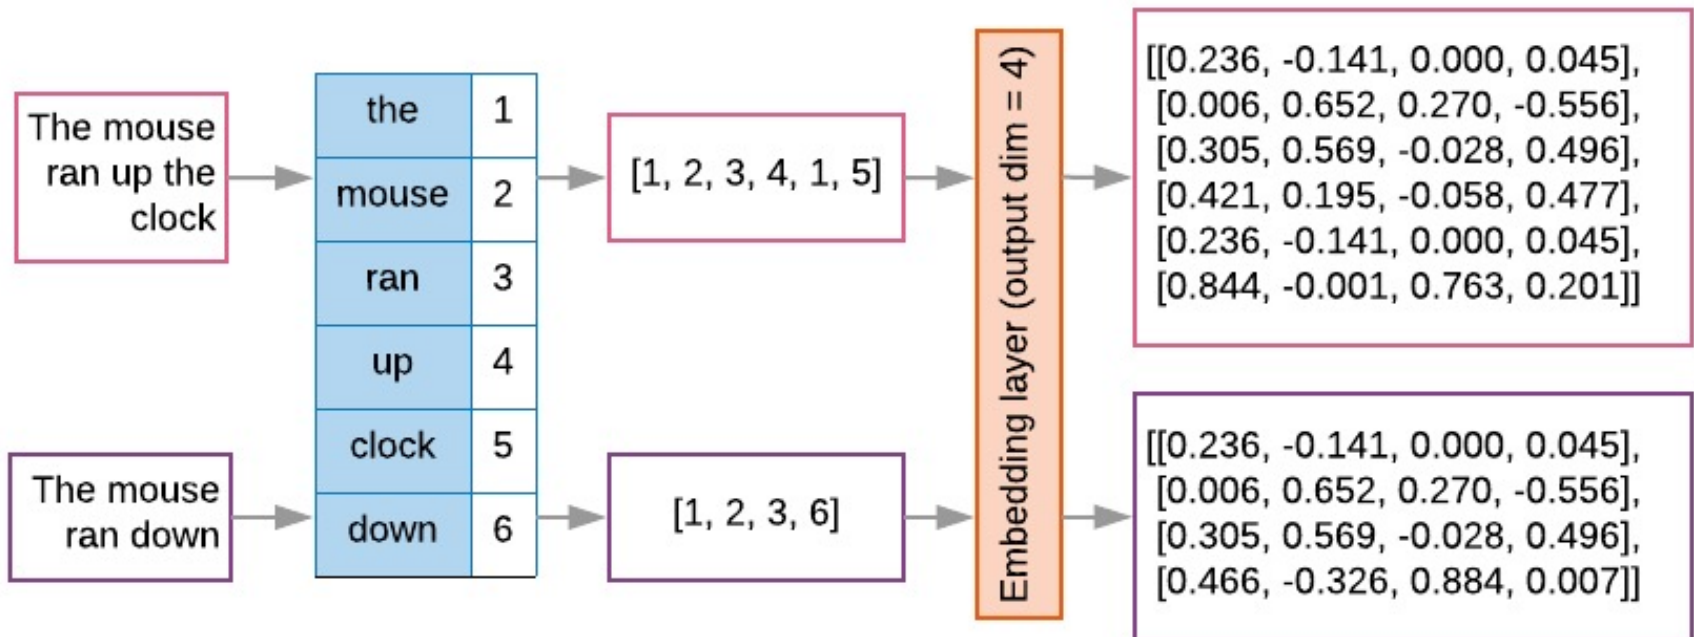 The mouse
ran up the
clock
the 1
mouse 2
ran 3
up 4
clock 5
down 6
[1, 2, 3, 4, 1, 5]
Embedding layer (output dim = 4)
[[0.236, -0.141, 0.000, 0.045],
[0.006, 0.652, 0.270, -0.556],
[0.305, 0.569, -0.028, 0.496],
[0.421, 0.195, -0.058, 0.477],
[0.236, -0.141, 0.000, 0.045],
[0.844, -0.001, 0.763, 0.201]]
The mouse
ran down
[1, 2, 3, 6]
[[0.236, -0.141, 0.000, 0.045],
[0.006, 0.652, 0.270, -0.556],
[0.305, 0.569, -0.028, 0.496],
[0.466, -0.326, 0.884, 0.007]]